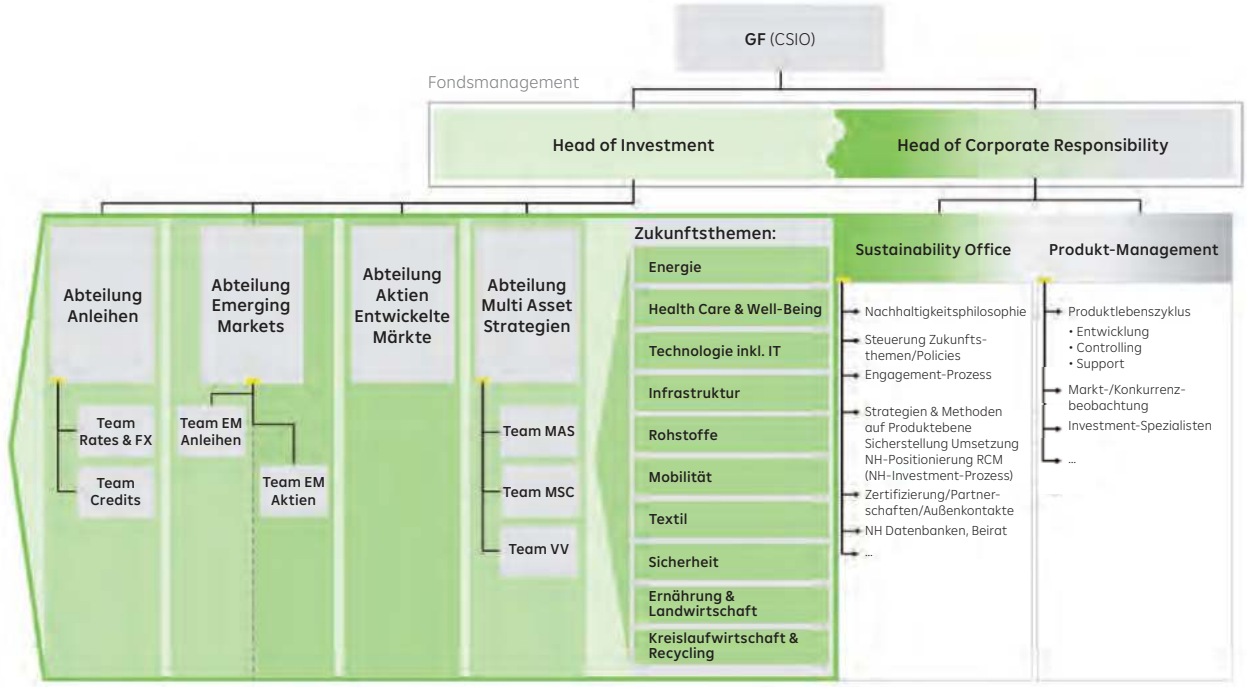 GF (CSIO)
Fondsmanagement
Head of Investment
Head of Corporate Responsibility
Abteilung
Anleihen
Team
Rates & FX
Team
Credits
Abteilung
Emerging
Markets
Team EM
Anleihen
Team EM
Aktien
Abteilung
Aktien
Entwickelte
Märkte
Abteilung
Multi Asset
Strategien
Team MAS
Team MSC
Team VV
Zukunftsthemen:
Energie
Health Care & Well-Being
Technologie inkl. IT
Infrastruktur
Rohstoffe
Mobilität
Textil
Sicherheit
Ernährung &
Landwirtschaft
Kreislaufwirtschaft &
Recycling
Sustainability Office
Nachhaltigkeitsphilosophie
Steuerung Zukunfts-
themen/Policies
Engagement-Prozess
Strategien & Methoden
auf Produktebene
Sicherstellung Umsetzung
NH-Positionierung RCM
(NH-Investment-Prozess)
Zertifizierung/Partner-
schaften/Außenkontakte
NH Datenbanken, Beirat
...
Produkt-Management
Produktlebenszyklus
• Entwicklung
• Controlling
• Support
Markt-/Konkurrenz-
beobachtung
Investment-Spezialisten
...